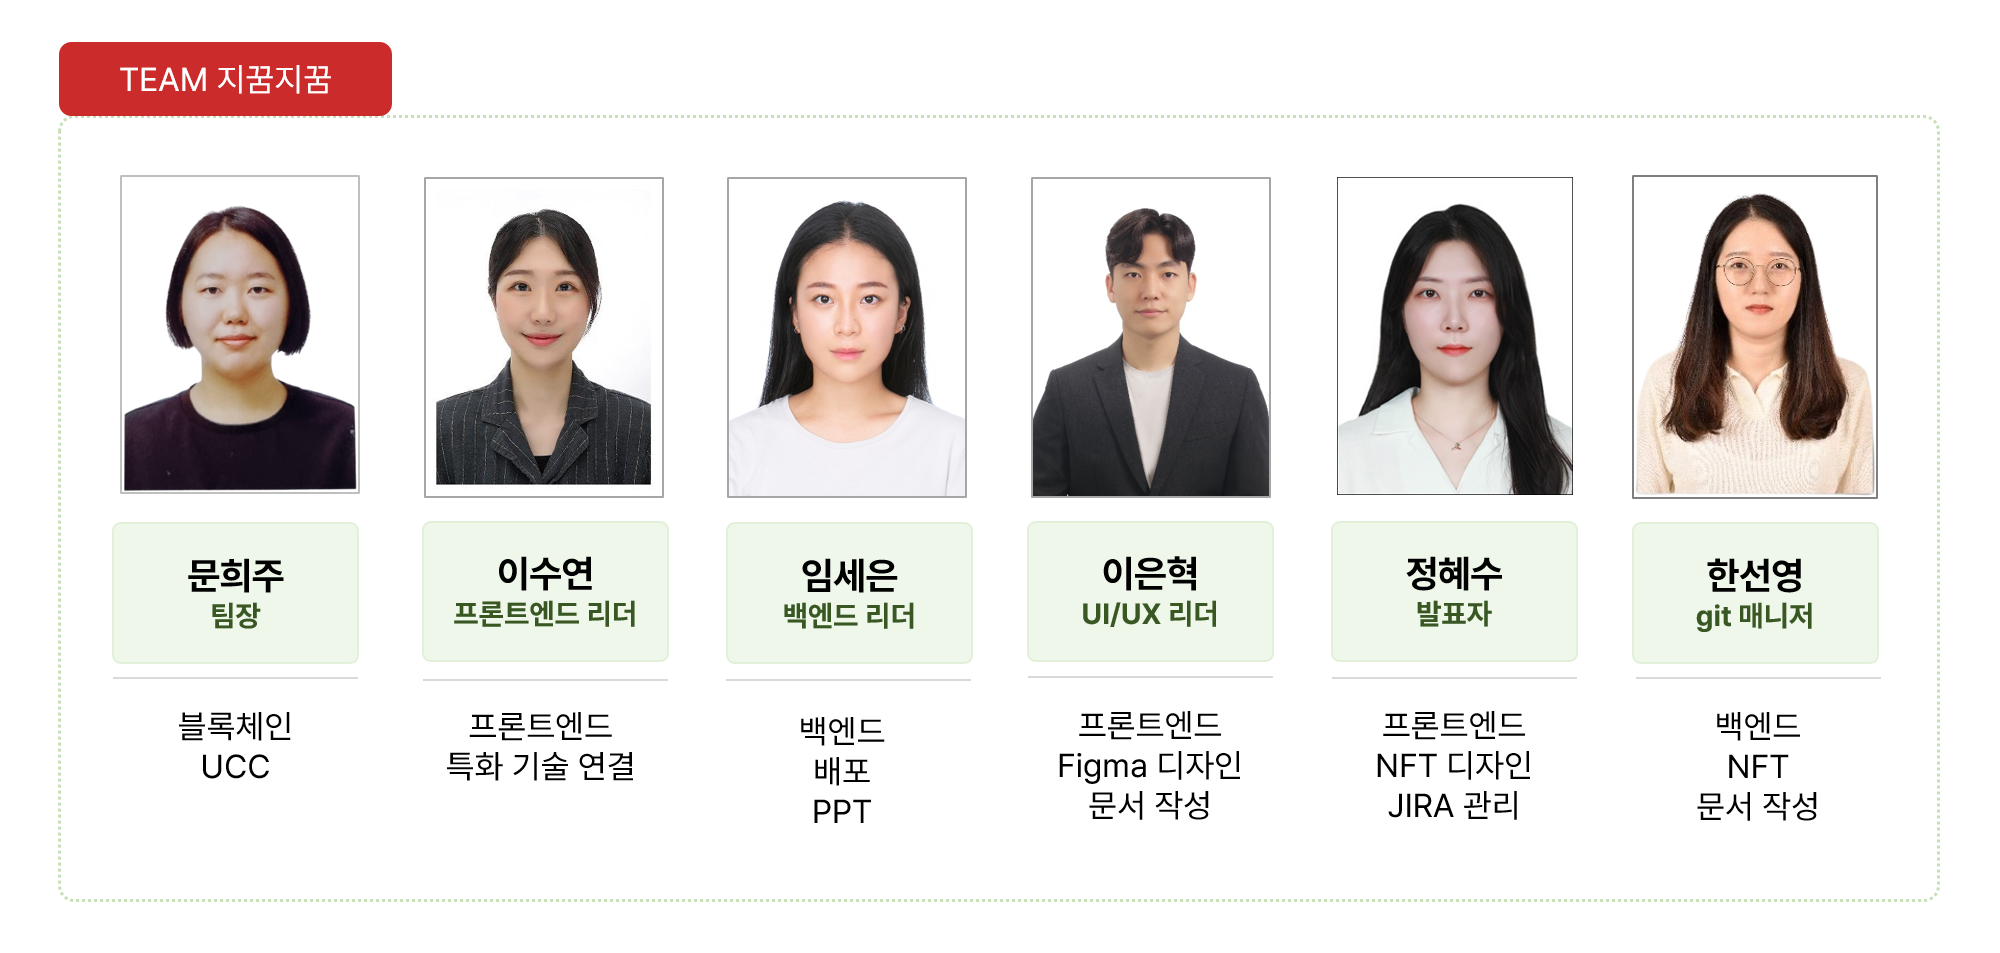 TEAM 지꿈지꿈
문희주
팀장
블록체인
UCC
이수연
프론트엔드 리더
프론트엔드
특화 기술 연결
임세은
백엔드 리더
백엔드
배포
PPT
이은혁
UI/UX 리더
프론트엔드
Figma 디자인
문서 작성
정혜수
발표자
프론트엔드
NFT 디자인
JIRA 관리
한선영
git 매니저
백엔드
NFT
문서 작성